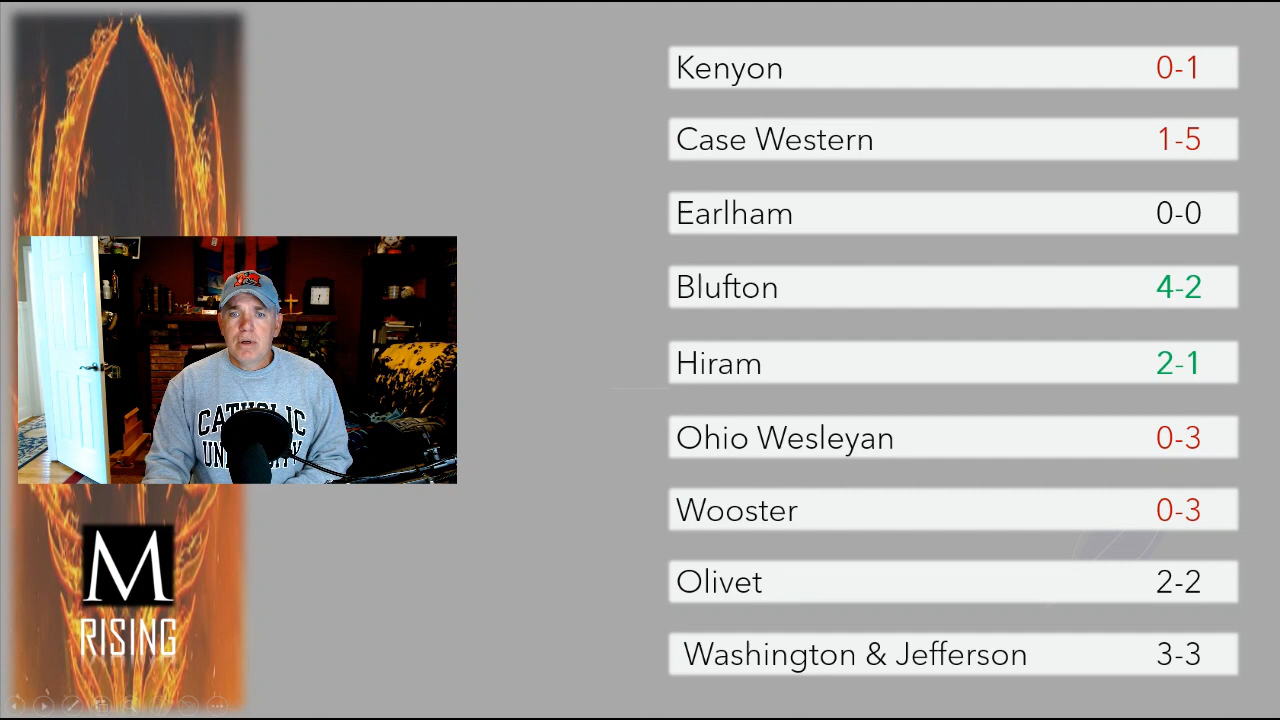 Kenyon 0-1
Case Western 1-5
Earlham 0-0
Blufton 4-2
Hiram 2-1
Ohio Wesleyan 0-3
Wooster 0-3
Olivet 2-2
Washington & Jefferson 3-3
CATHOLIC
M
RISING